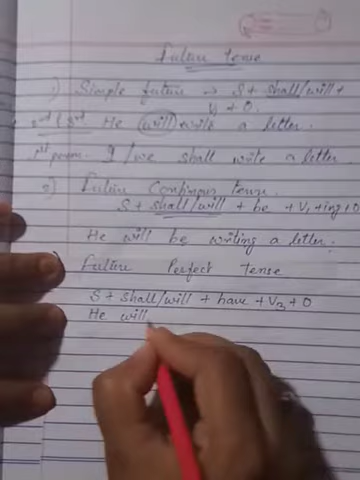 Future tense
1) Simple future → S + shall/will +
V1 + O.
2nd/3rd He will write a letter.
1st person. I/we shall write a letter
2) Future Continous tense.
S + shall/will + be + V1 + ing + O
He will be writing a letter.
Future Perfect Tense
S + shall/will + have + V3 + O
He will